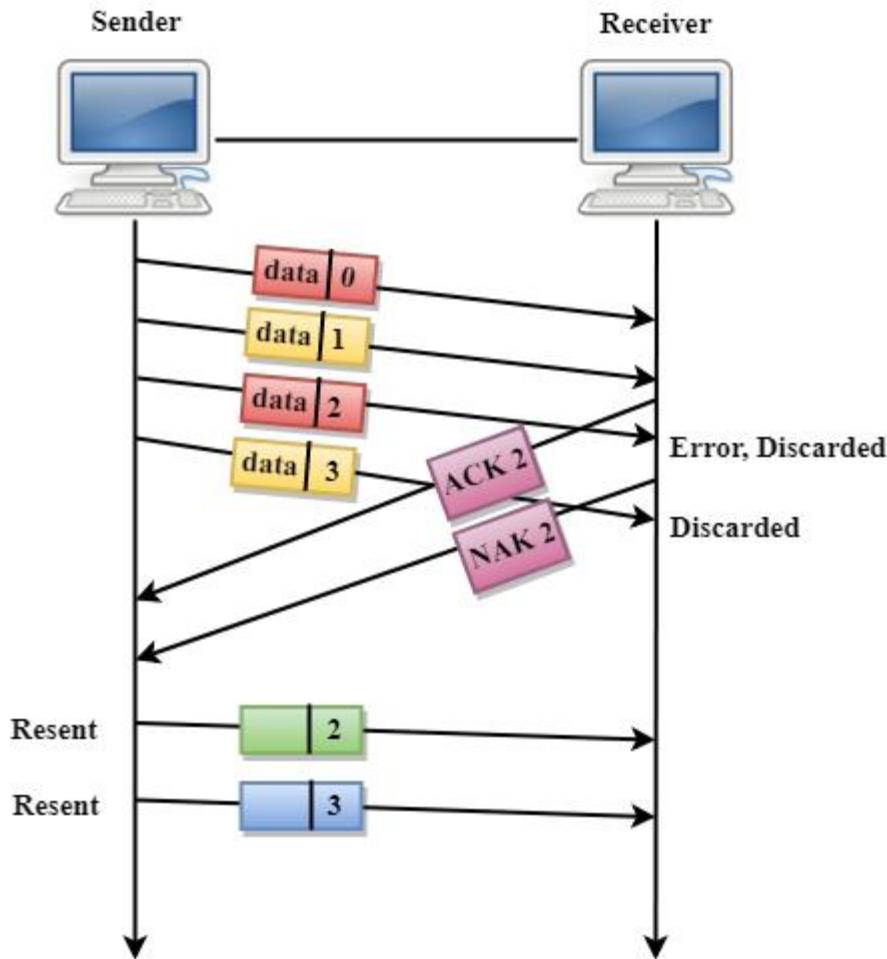 Sender
Receiver
data 0
data 1
data 2
Error, Discarded
ACK 2
data 3
Discarded
NAK 2
Resent
2
Resent
3